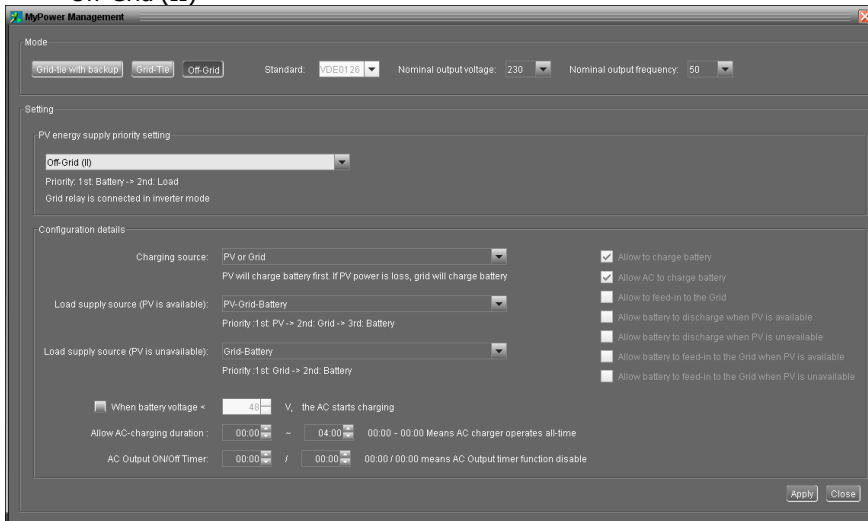 Off-Grid (II)
MyPower Management
Mode
Grid-tie with backup Grid-Tie Off-Grid Standard: VDE0126 Nominal output voltage: 230 Nominal output frequency: 50
Setting
PV energy supply priority setting
Off-Grid (II)
Priority: 1st: Battery -> 2nd: Load
Grid relay is connected in inverter mode
Configuration details
Charging source: PV or Grid
PV will charge battery first. If PV power is loss, grid will charge battery
Load supply source (PV is available): PV-Grid-Battery
Priority :1st: PV -> 2nd: Grid -> 3rd: Battery
Load supply source (PV is unavailable): Grid-Battery
Priority :1st: Grid -> 2nd: Battery
Allow to charge battery
Allow AC to charge battery
Allow to feed-in to the Grid
Allow battery to discharge when PV is available
Allow battery to discharge when PV is unavailable
Allow battery to feed-in to the Grid when PV is available
Allow battery to feed-in to the Grid when PV is unavailable
When battery voltage < 48 V, the AC starts charging
Allow AC-charging duration : 00:00 ~ 04:00 00:00 - 00:00 Means AC charger operates all-time
AC Output ON/Off Timer: 00:00 / 00:00 00:00 / 00:00 means AC Output timer function disable
Apply Close